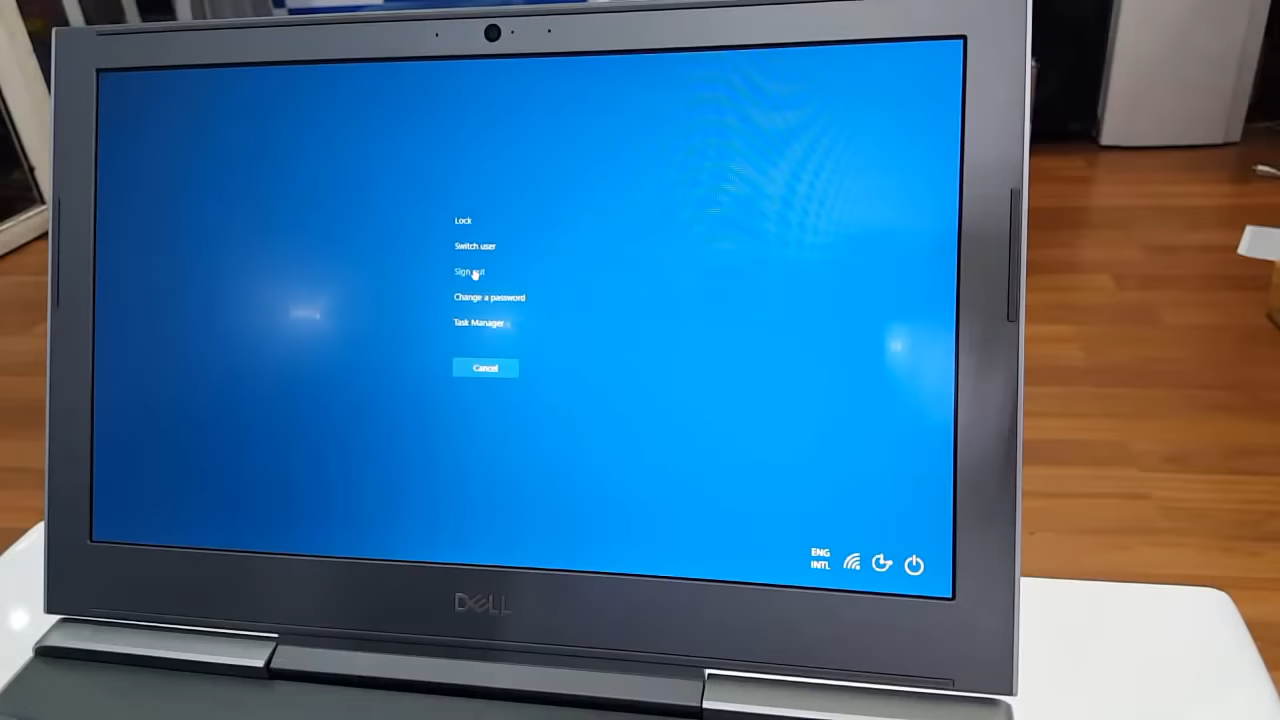 Lock
Switch user
Sign out
Change a password
Task Manager
Cancel
ENG
INTL
DELL